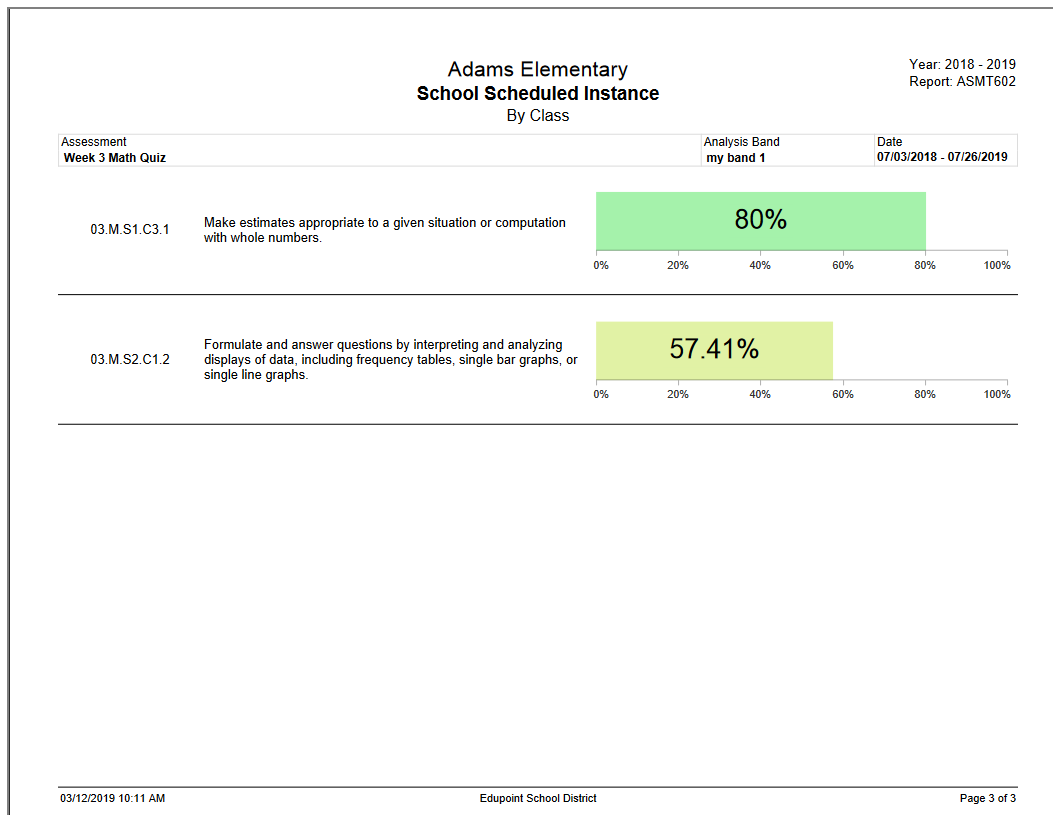 Adams Elementary
School Scheduled Instance
By Class
Year: 2018 - 2019
Report: ASMT602
Assessment
Week 3 Math Quiz
Analysis Band
my band 1
Date
07/03/2018 - 07/26/2019
03.M.S1.C3.1
Make estimates appropriate to a given situation or computation
with whole numbers.
80%
0% 20% 40% 60% 80% 100%
03.M.S2.C1.2
Formulate and answer questions by interpreting and analyzing
displays of data, including frequency tables, single bar graphs, or
single line graphs.
57.41%
0% 20% 40% 60% 80% 100%
03/12/2019 10:11 AM
Edupoint School District
Page 3 of 3